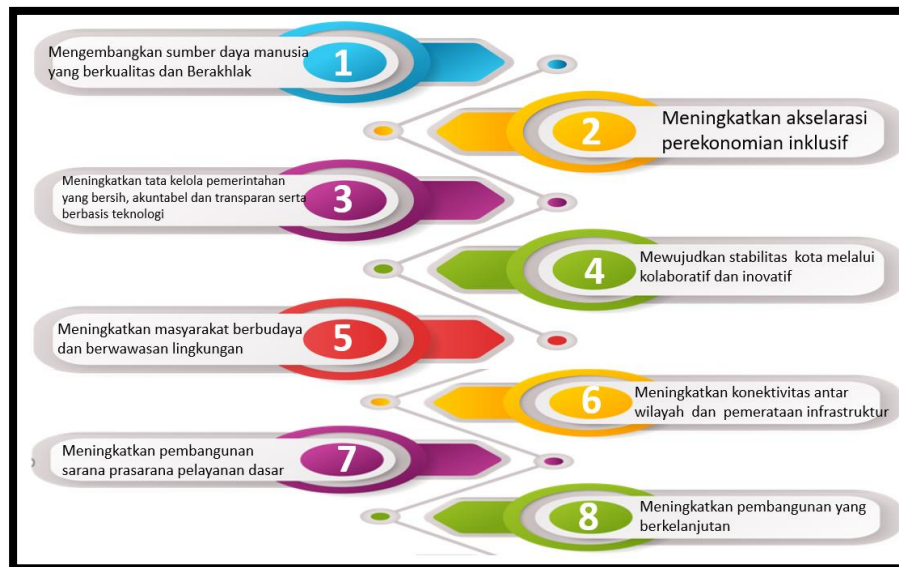 Mengembangkan sumber daya manusia
yang berkualitas dan Berakhlak
1
2
Meningkatkan akselarasi
perekonomian inklusif
Meningkatkan tata kelola pemerintahan
yang bersih, akuntabel dan transparan serta
berbasis teknologi
3
4
Mewujudkan stabilitas kota melalui
kolaboratif dan inovatif
Meningkatkan masyarakat berbudaya
dan berwawasan lingkungan
5
6
Meningkatkan konektivitas antar
wilayah dan pemerataan infrastruktur
Meningkatkan pembangunan
sarana prasarana pelayanan dasar
7
8
Meningkatkan pembangunan yang
berkelanjutan